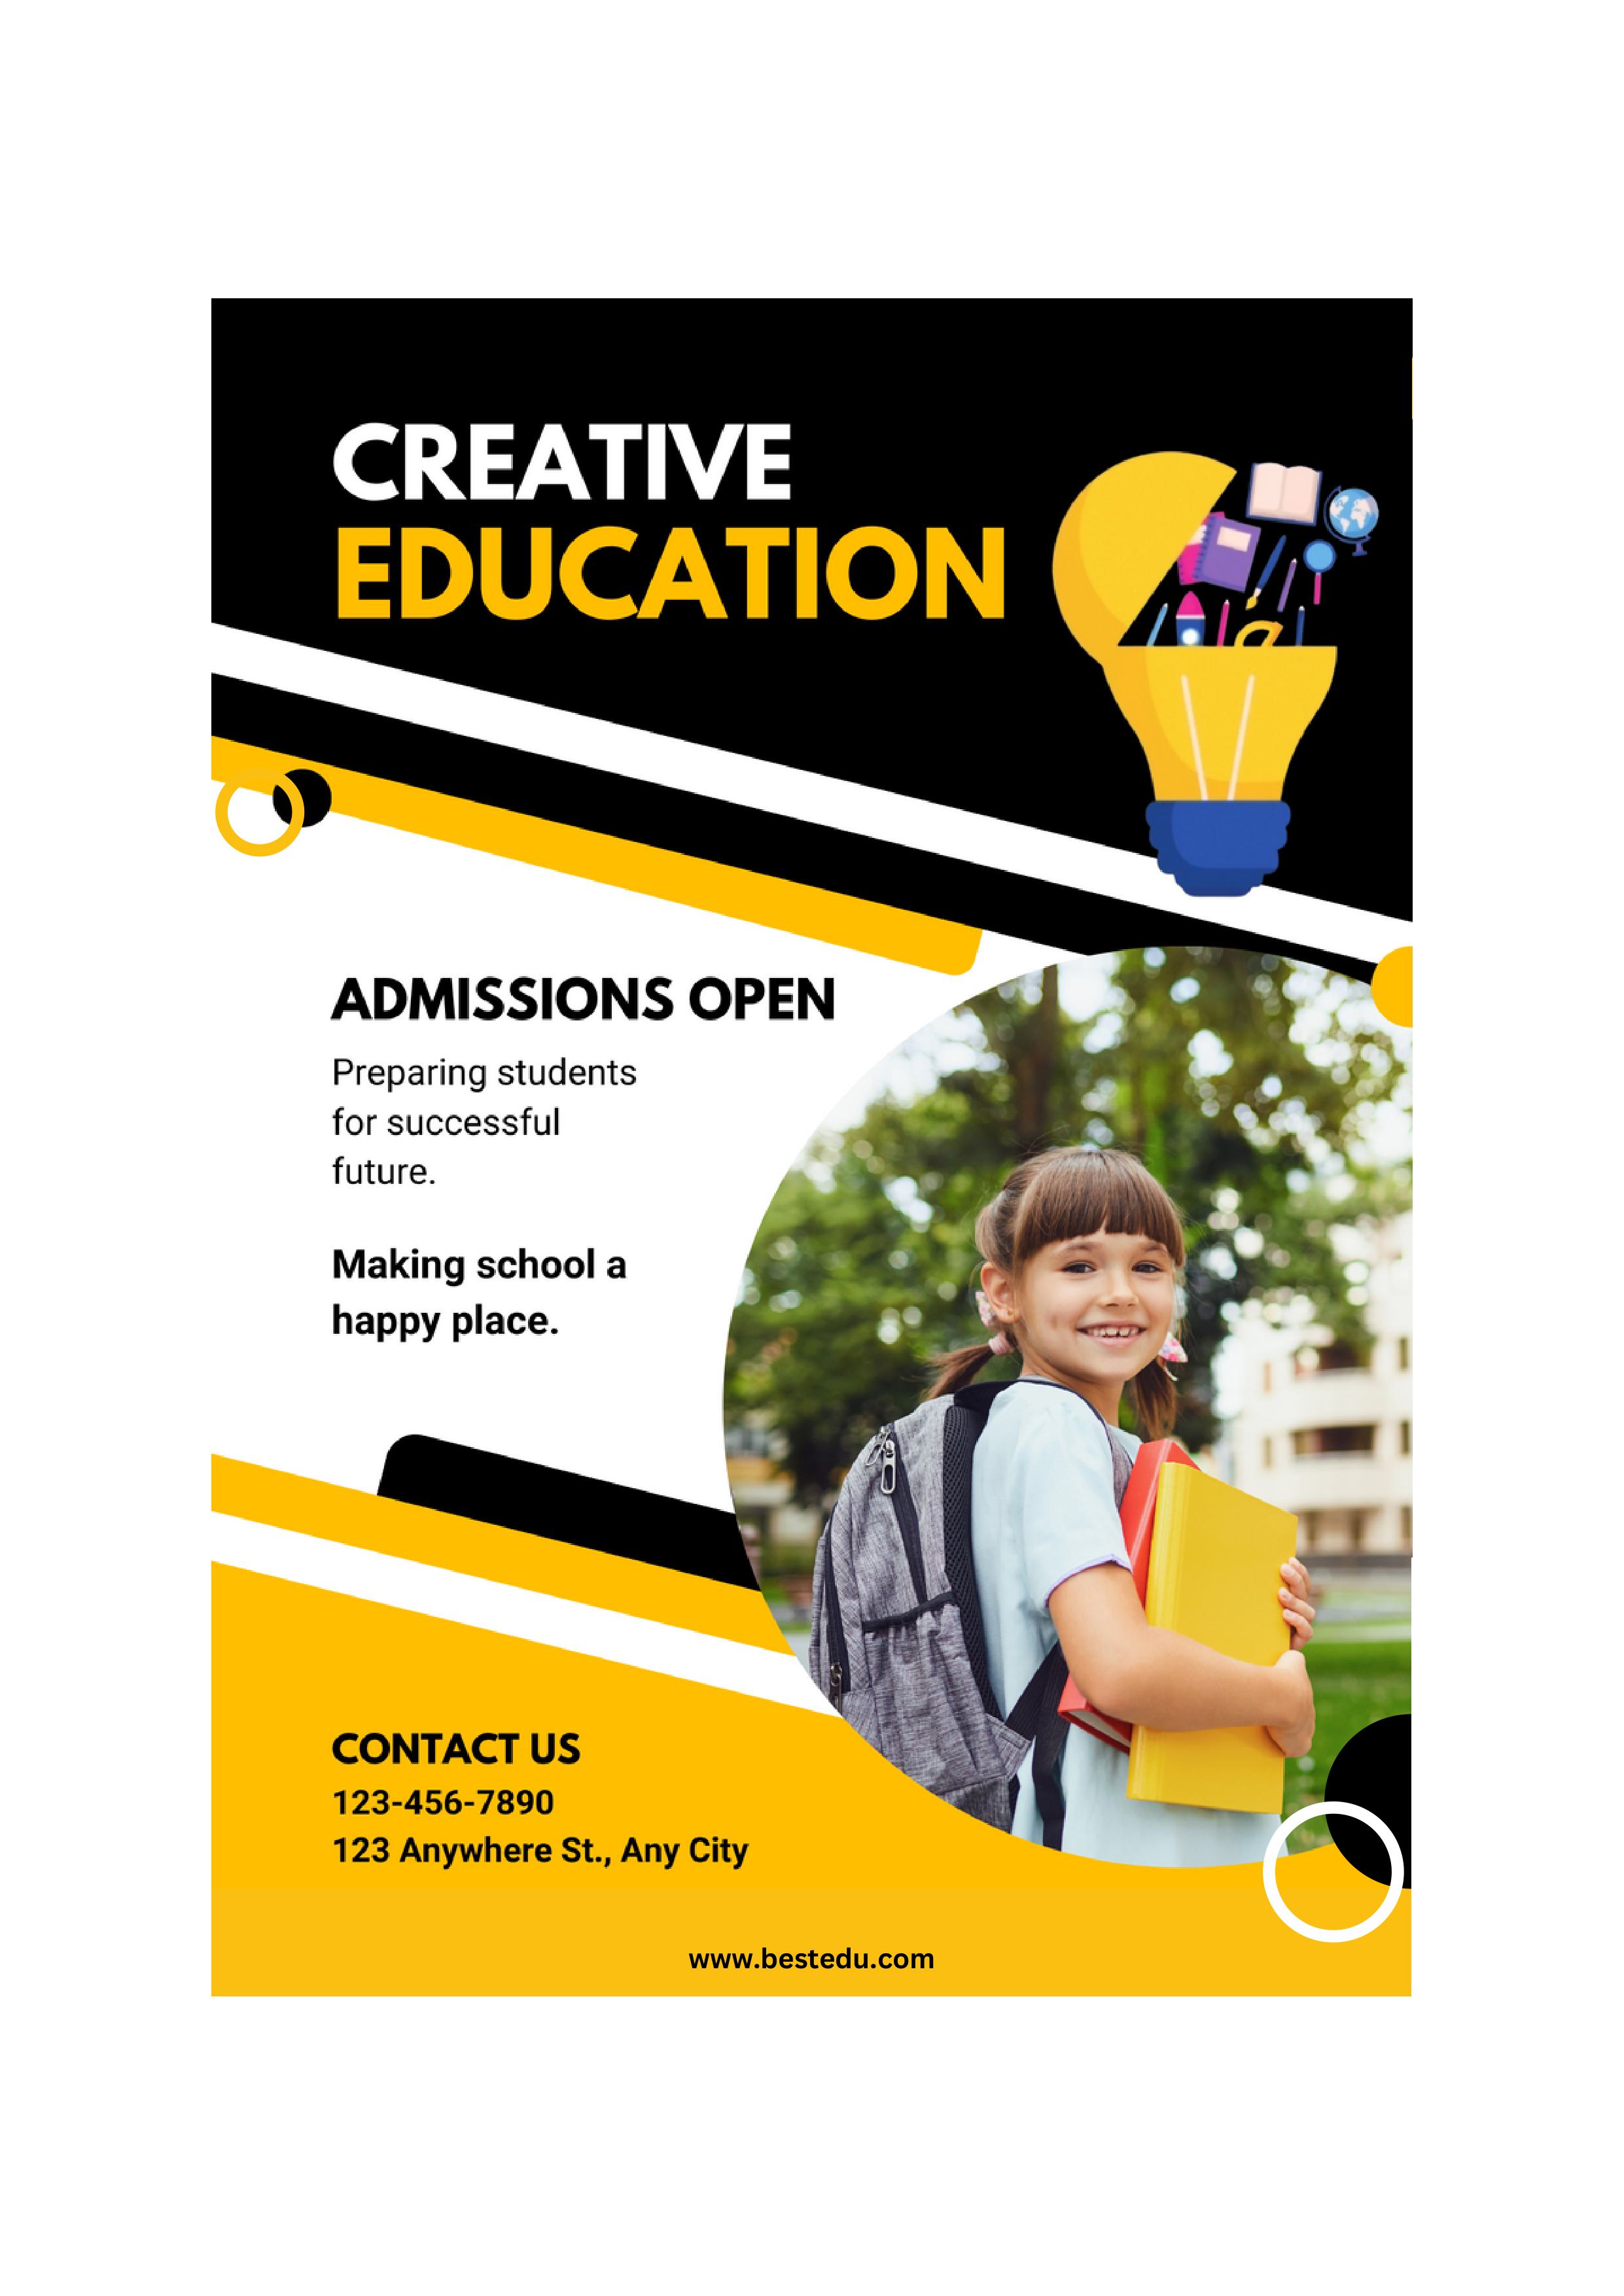 CREATIVE
EDUCATION
ADMISSIONS OPEN
Preparing students
for successful
future.
Making school a
happy place.
CONTACT US
123-456-7890
123 Anywhere St., Any City
www.bestedu.com